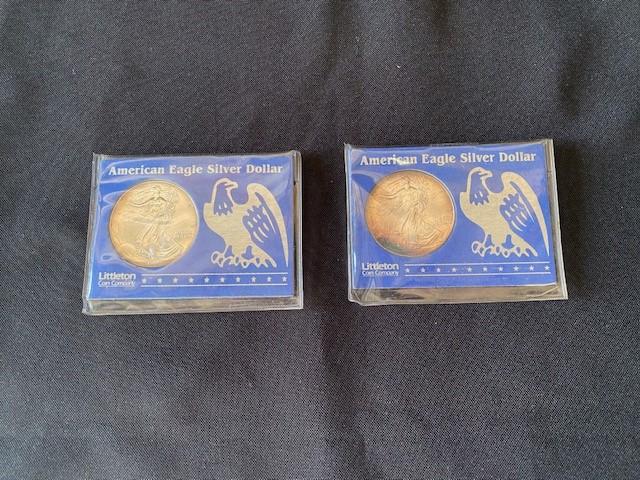 American Eagle Silver Dollar
Littleton
Coin Company
American Eagle Silver Dollar
Littleton
Coin Company